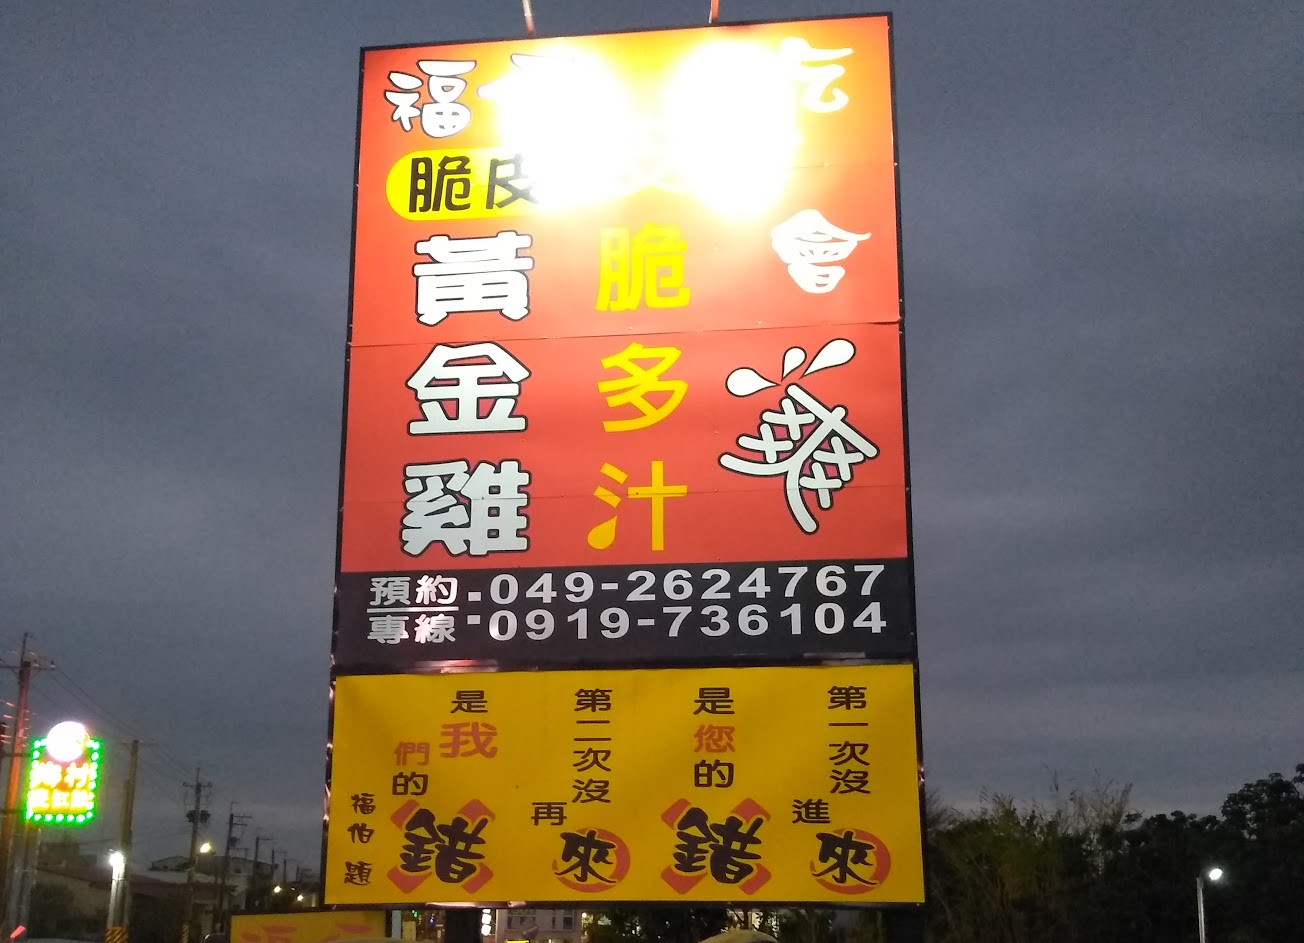 吃會爽
皮脆多汁
福
脆皮
黃金雞
預約專線:049-2624767
0919-736104
第一次沒進來
是您的錯
第二次沒再來
是我們的錯
福伯題